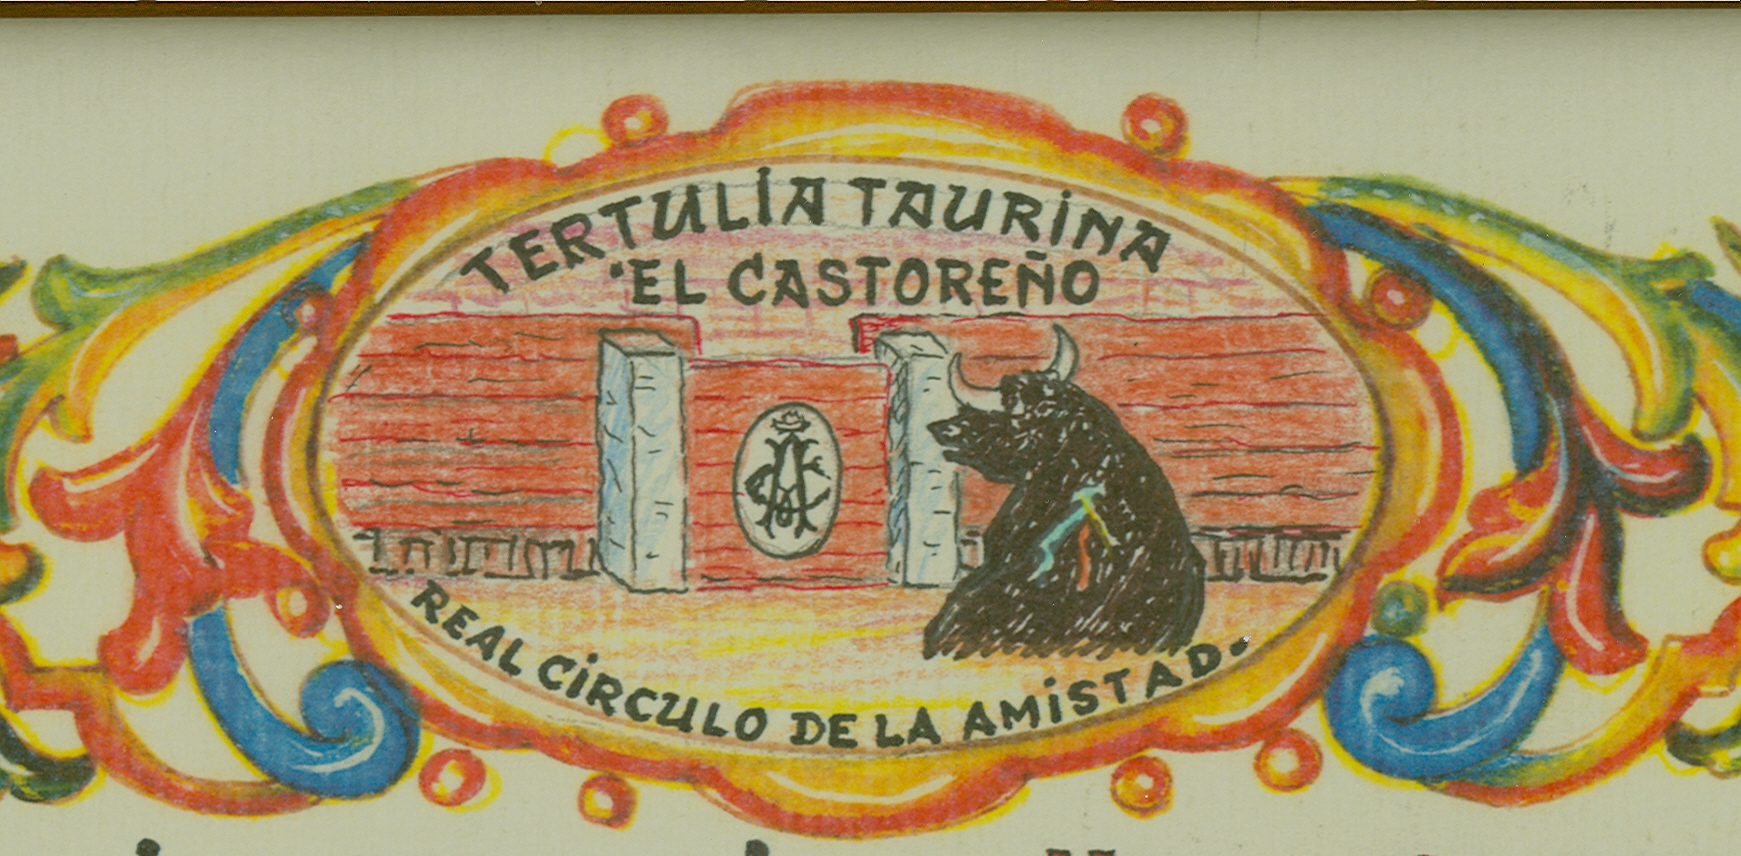 TERTULIA TAURINA
"EL CASTOREÑO
REAL CIRCULO DE LA AMISTAD.